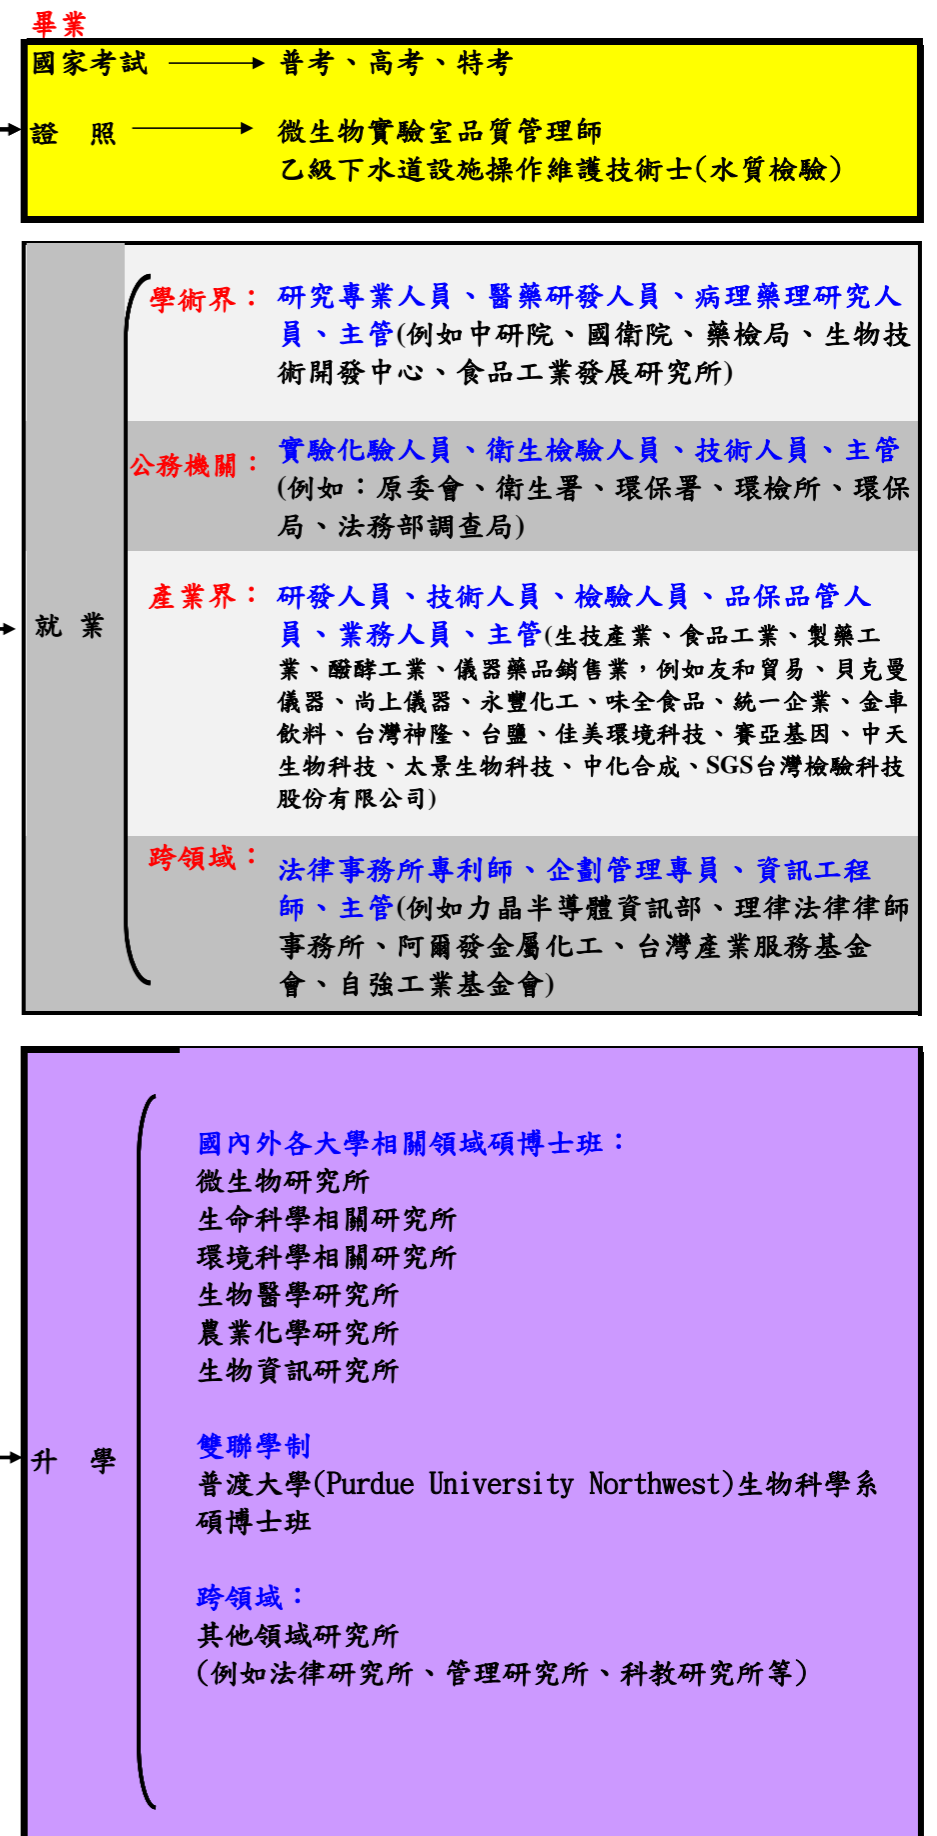 畢業
國家考試 普考、高考、特考
證 照 微生物實驗室品質管理師
乙級下水道設施操作維護技術士(水質檢驗)
學術界：研究專業人員、醫藥研發人員、病理藥理研究人
員、主管(例如中研院、國衛院、藥檢局、生物技
術開發中心、食品工業發展研究所)
公務機關：實驗化驗人員、衛生檢驗人員、技術人員、主管
(例如：原委會、衛生署、環保署、環檢所、環保
局、法務部調查局)
產業界：研發人員、技術人員、檢驗人員、品保品管人
就 業
員、業務人員、主管(生技產業、食品工業、製藥工
業、醱酵工業、儀器藥品銷售業，例如友和貿易、貝克曼
儀器、尚上儀器、永豐化工、味全食品、統一企業、金車
飲料、台灣神隆、台鹽、佳美環境科技、賽亞基因、中天
生物科技、太景生物科技、中化合成、SGS台灣檢驗科技
股份有限公司)
跨領域：法律事務所專利師、企劃管理專員、資訊工程
師、主管(例如力晶半導體資訊部、理律法律律師
事務所、阿爾發金屬化工、台灣產業服務基金
會、自強工業基金會)
國內外各大學相關領域碩博士班：
微生物研究所
生命科學相關研究所
環境科學相關研究所
生物醫學研究所
農業化學研究所
生物資訊研究所
雙聯學制
升 學
普渡大學(Purdue University Northwest)生物科學系
碩博士班
跨領域：
其他領域研究所
(例如法律研究所、管理研究所、科教研究所等)